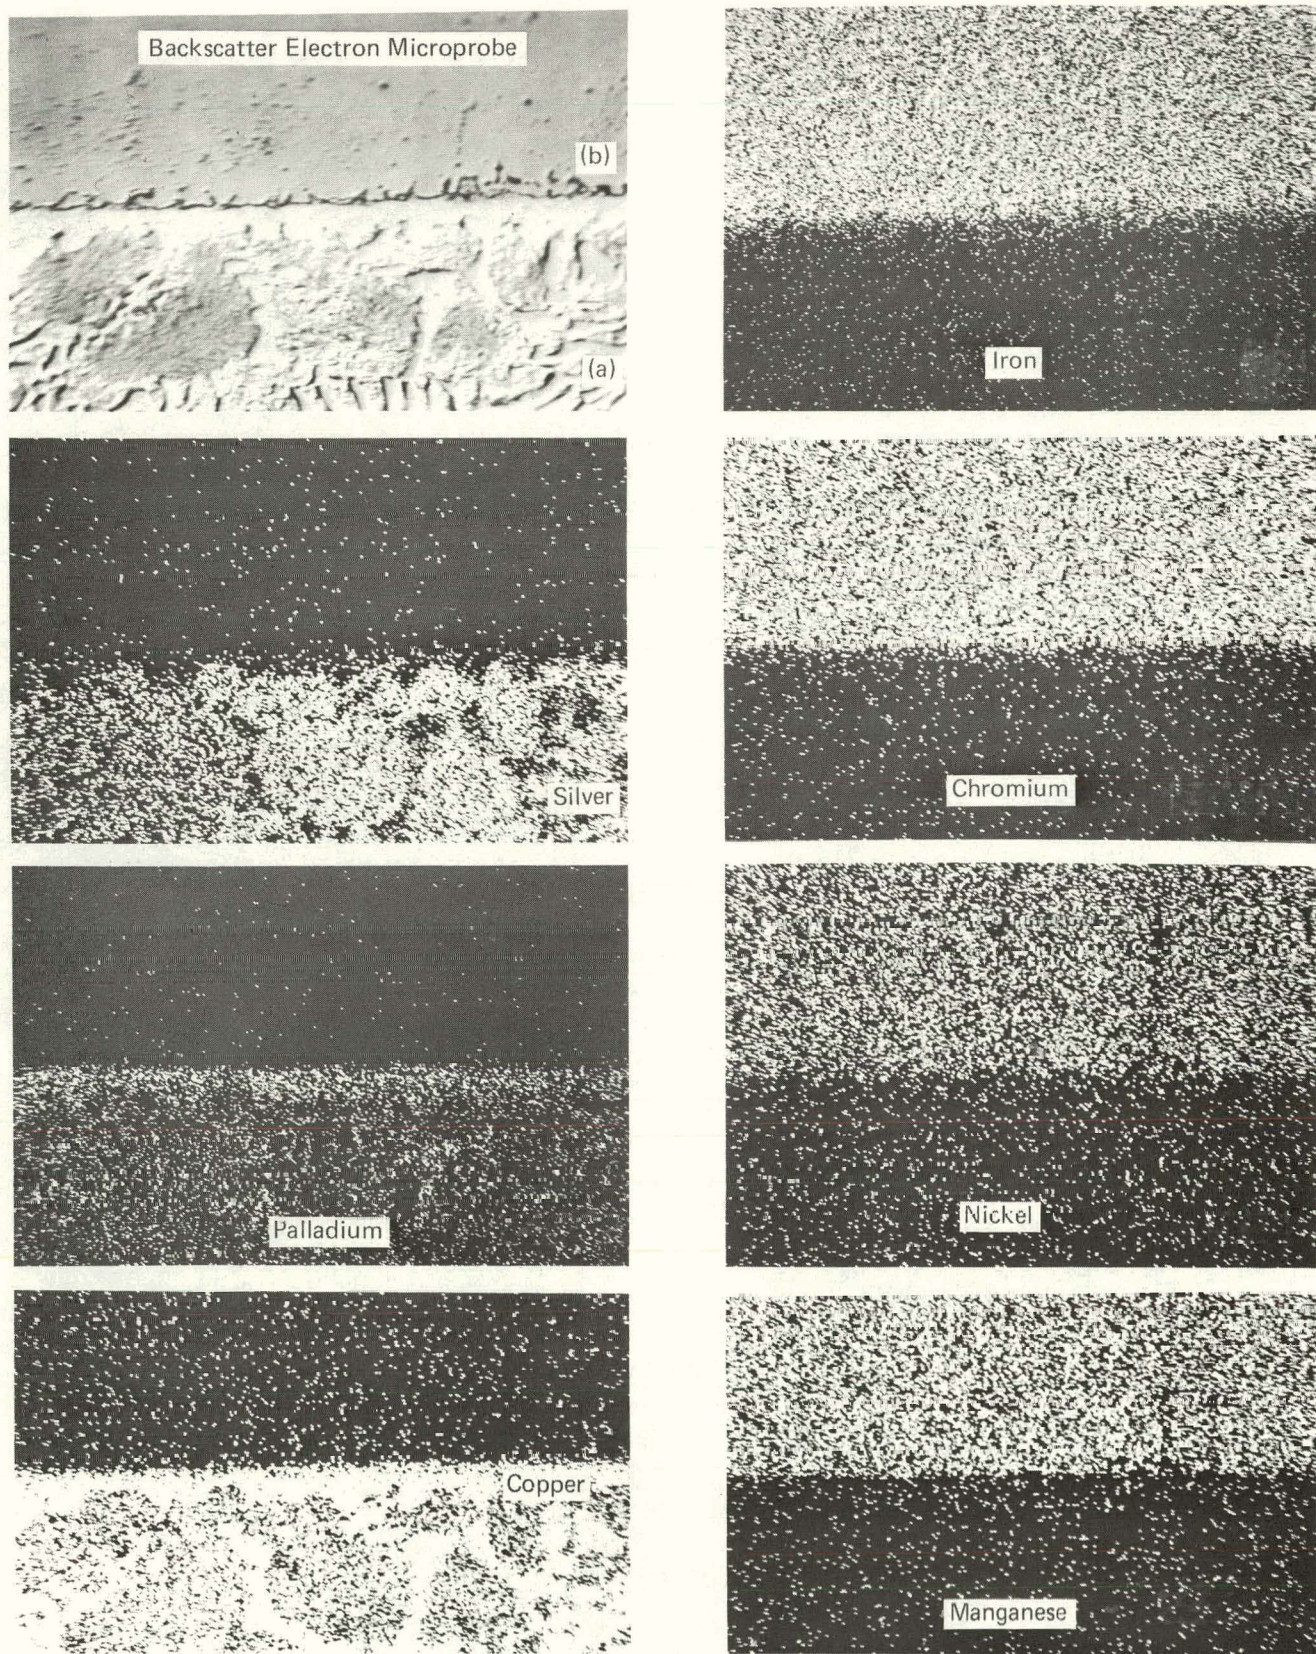 Backscatter Electron Microprobe
(b)
(a)
Iron
Silver
Chromium
Palladium
Nickel
Copper
Manganese